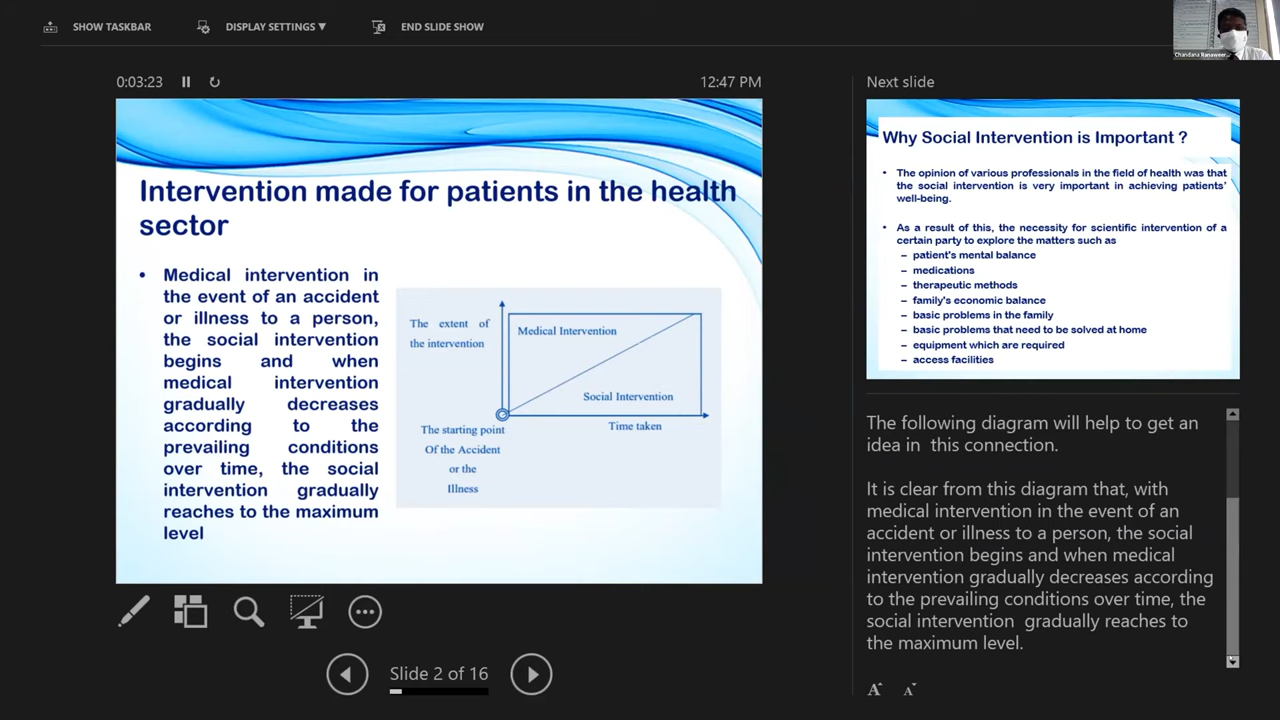 SHOW TASKBAR
DISPLAY SETTINGS ▼
END SLIDE SHOW
0:03:23
12:47 PM
Intervention made for patients in the health
sector
• Medical intervention in
the event of an accident
or illness to a person,
the social intervention
begins and when
medical intervention
gradually decreases
according to the
prevailing conditions
over time, the social
intervention gradually
reaches to the maximum
level
The extent of
the intervention
Medical Intervention
Social Intervention
Time taken
The starting point
Of the Accident
or the
Illness
Slide 2 of 16
Next slide
Why Social Intervention is Important ?
• The opinion of various professionals in the field of health was that
the social intervention is very important in achieving patients'
well-being.
• As a result of this, the necessity for scientific intervention of a
certain party to explore the matters such as
– patient's mental balance
– medications
– therapeutic methods
– family's economic balance
– basic problems in the family
– basic problems that need to be solved at home
– equipment which are required
– access facilities
The following diagram will help to get an
idea in this connection.
It is clear from this diagram that, with
medical intervention in the event of an
accident or illness to a person, the social
intervention begins and when medical
intervention gradually decreases according
to the prevailing conditions over time, the
social intervention gradually reaches to
the maximum level.
A A
Chandana